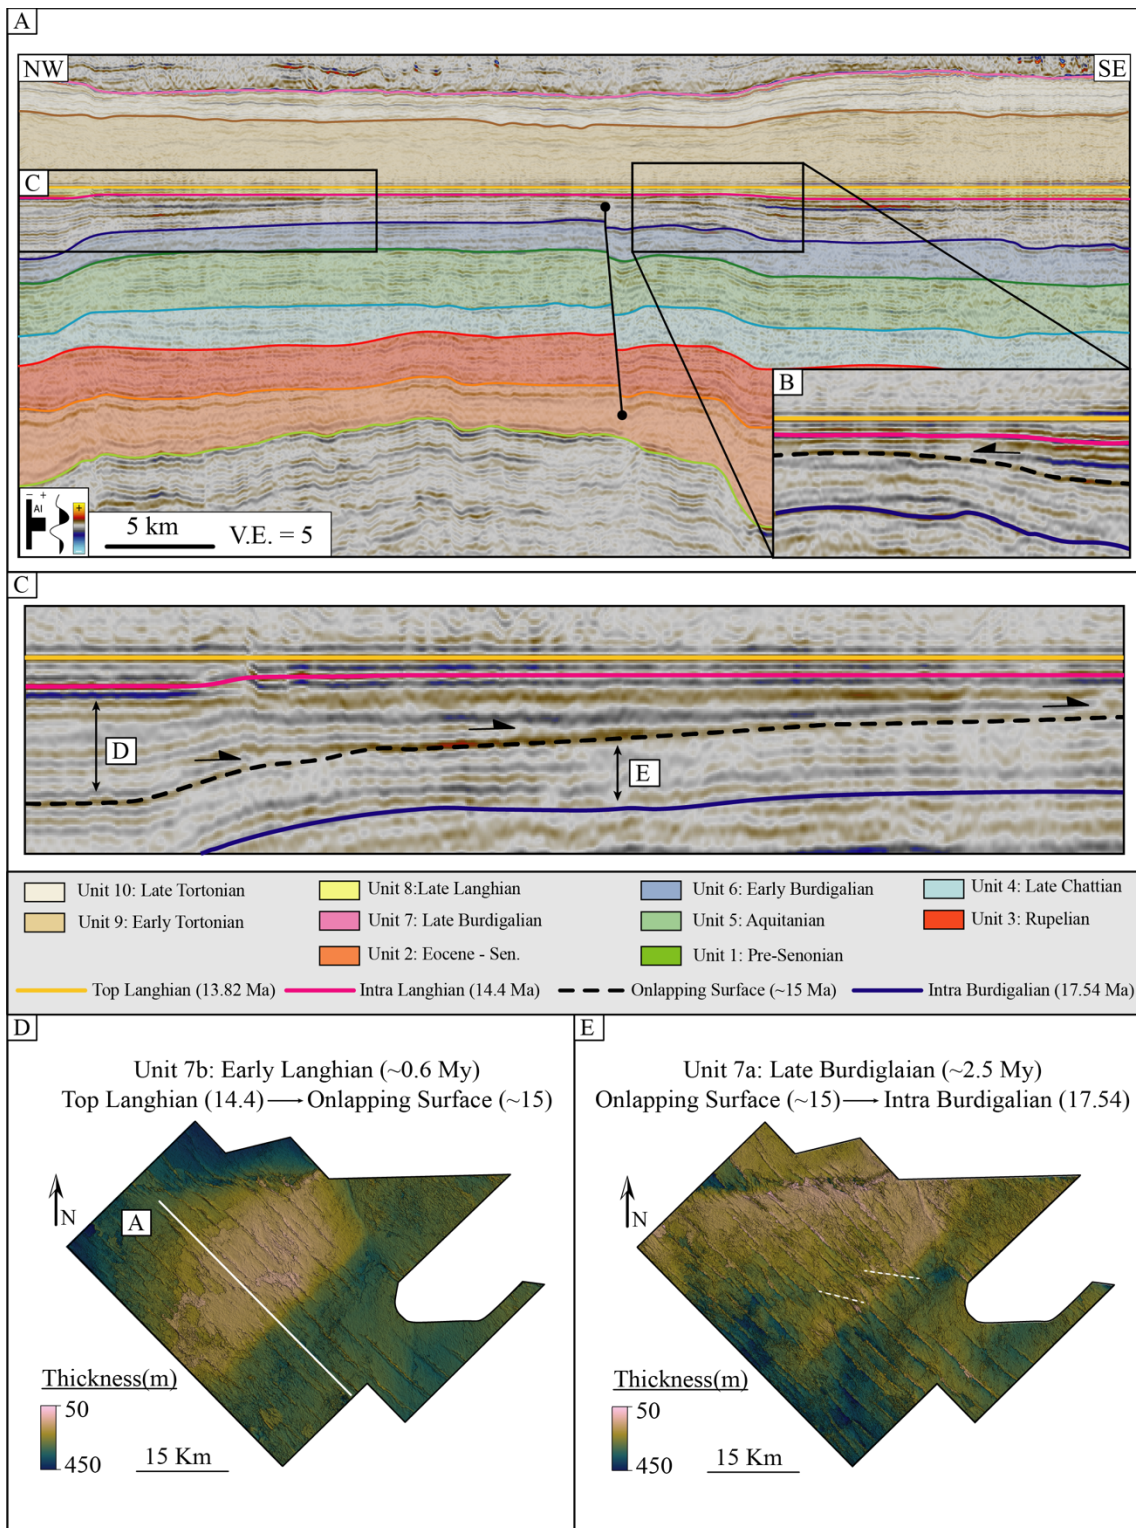 A
NW
SE
C
B
- +
AI
+
-
5 km
V.E. = 5
C
D
E
Unit 10: Late Tortonian
Unit 8:Late Langhian
Unit 6: Early Burdigalian
Unit 4: Late Chattian
Unit 9: Early Tortonian
Unit 7: Late Burdigalian
Unit 5: Aquitanian
Unit 3: Rupelian
Unit 2: Eocene - Sen.
Unit 1: Pre-Senonian
Top Langhian (13.82 Ma)
Intra Langhian (14.4 Ma)
Onlapping Surface (~15 Ma)
Intra Burdigalian (17.54 Ma)
D
Unit 7b: Early Langhian (~0.6 My)
Top Langhian (14.4) → Onlapping Surface (~15)
N
A
Thickness(m)
50
450
15 Km
E
Unit 7a: Late Burdiglaian (~2.5 My)
Onlapping Surface (~15) → Intra Burdigalian (17.54)
N
Thickness(m)
50
450
15 Km